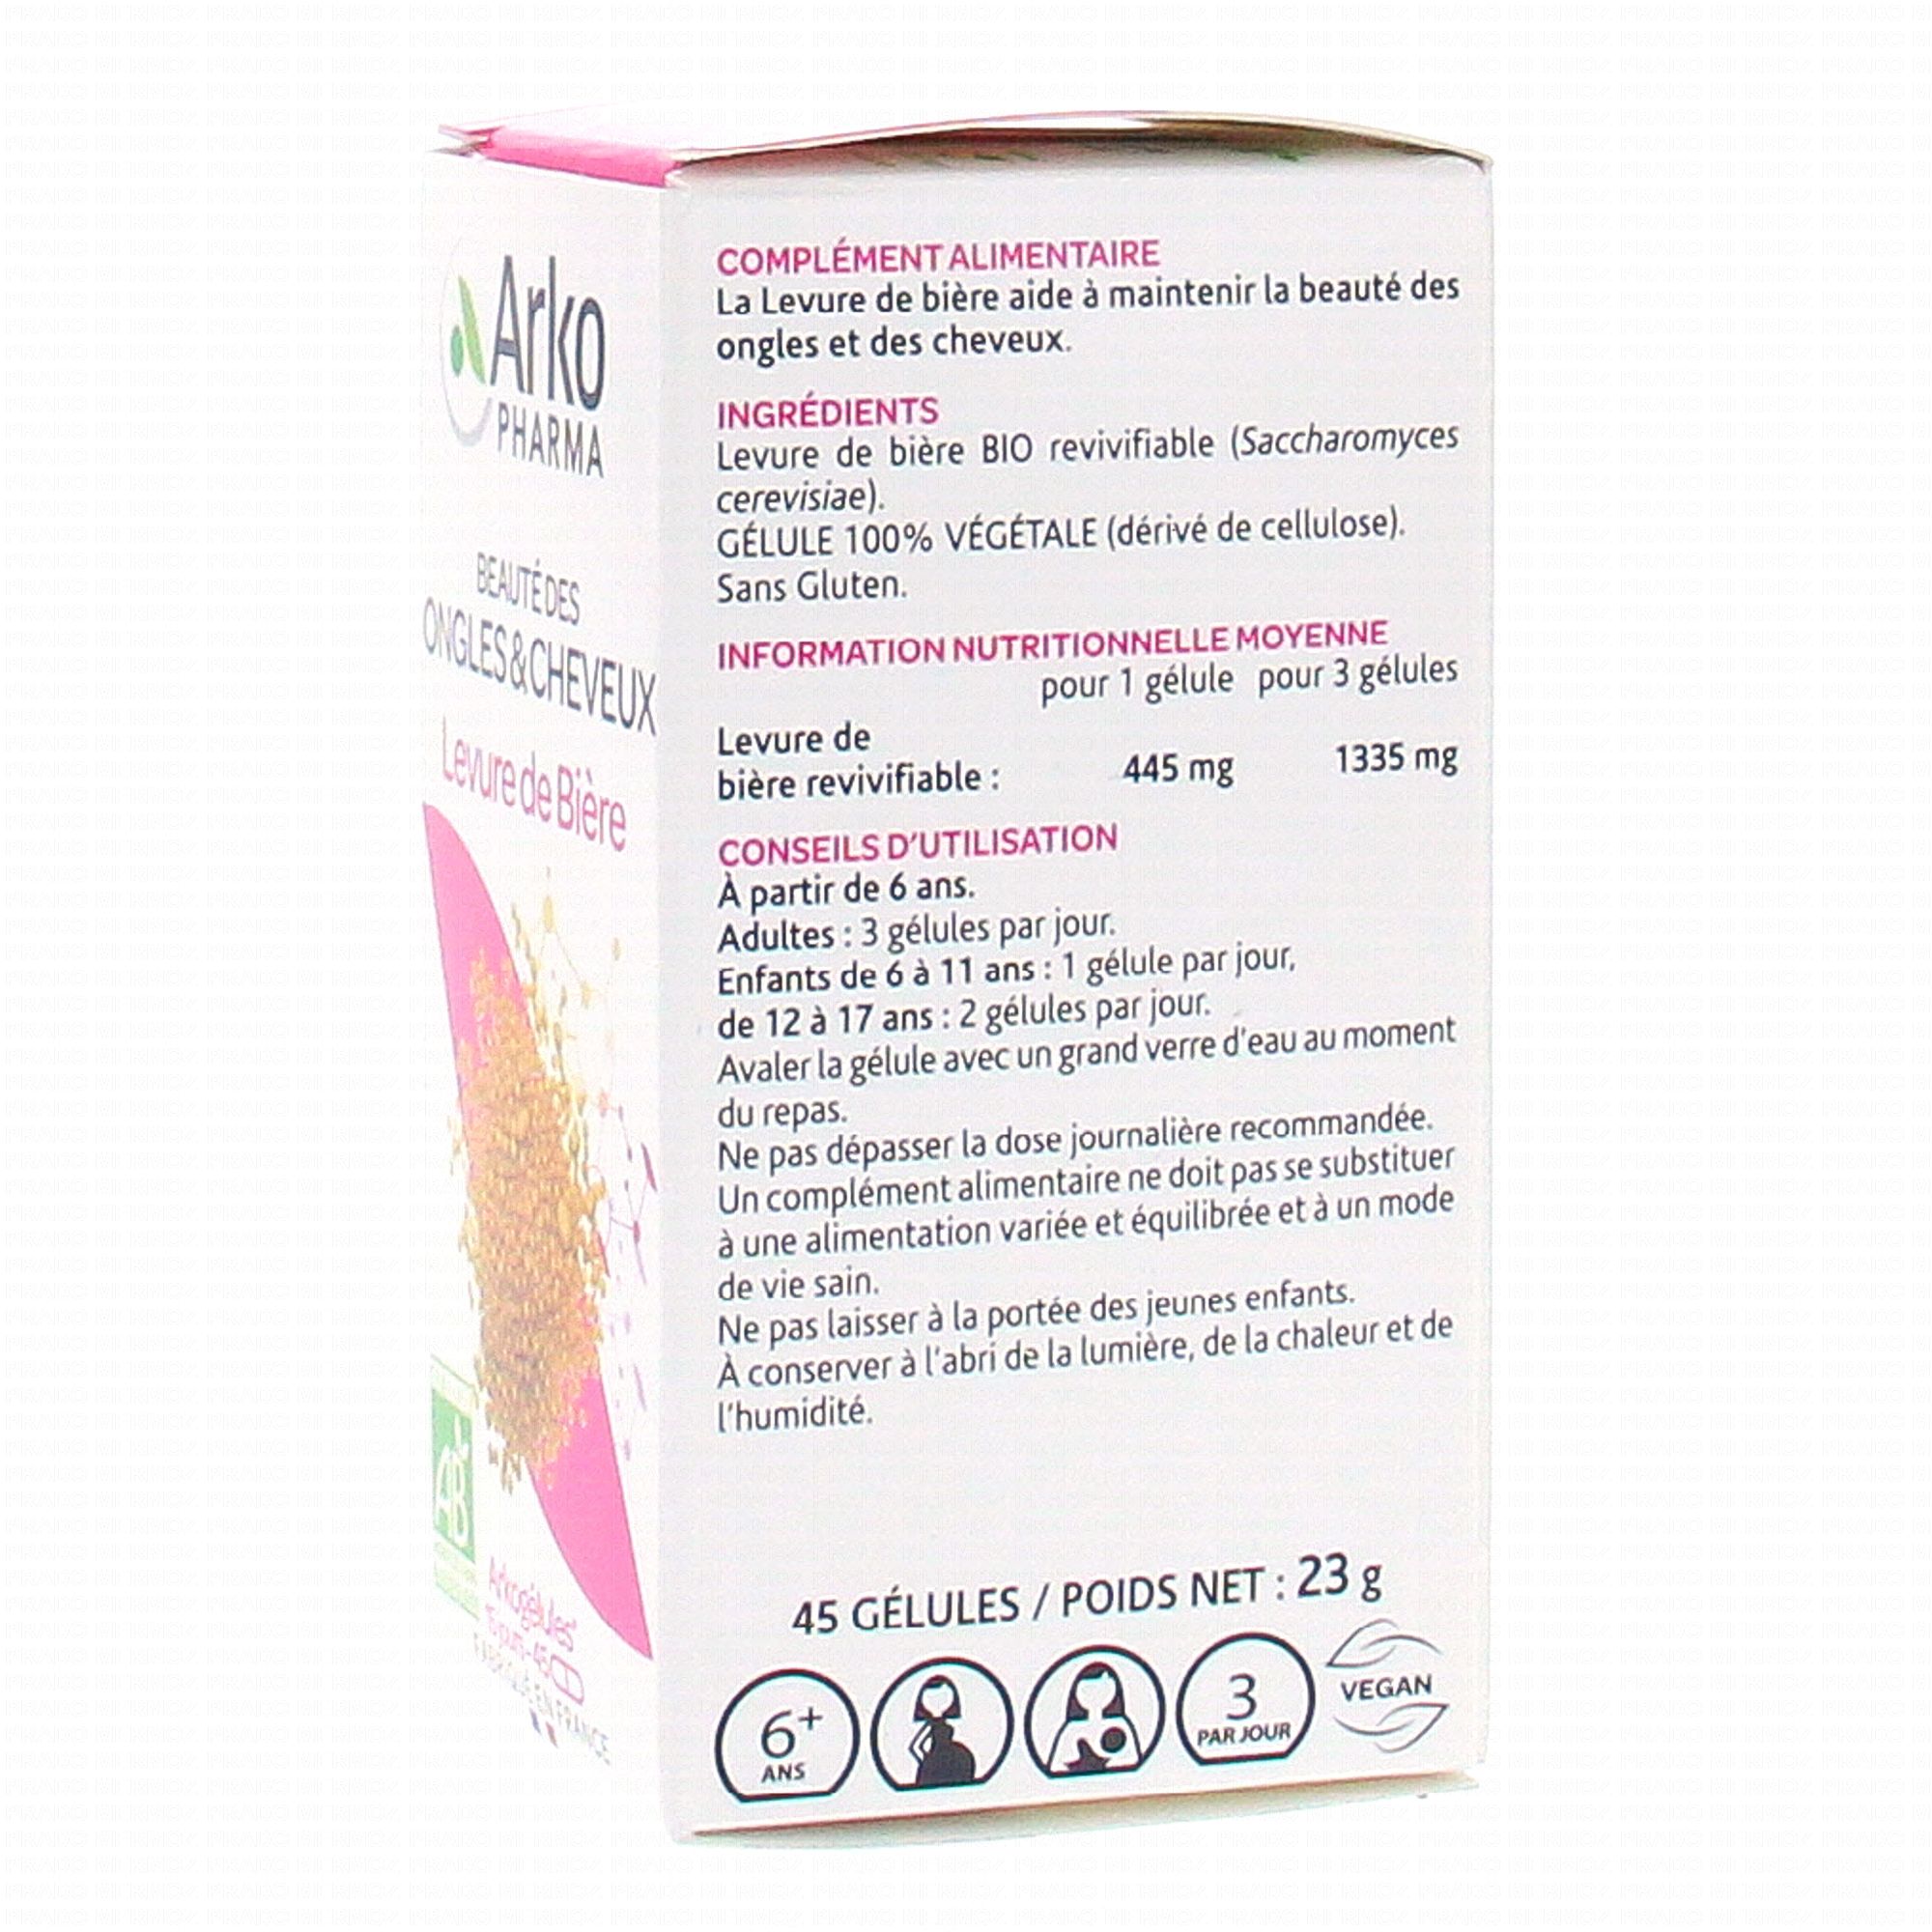 Arko
PHARMA
BEAUTÉ DES
ONGLES & CHEVEUX
Levure de Bière
AB
Arkogélules®
15 jours - 45
FABRIQUÉ EN FRANCE
COMPLÉMENT ALIMENTAIRE
La Levure de bière aide à maintenir la beauté des
ongles et des cheveux.
INGRÉDIENTS
Levure de bière BIO revivifiable (Saccharomyces
cerevisiae).
GÉLULE 100% VÉGÉTALE (dérivé de cellulose).
Sans Gluten.
INFORMATION NUTRITIONNELLE MOYENNE
pour 1 gélule pour 3 gélules
Levure de
bière revivifiable : 445 mg 1335 mg
CONSEILS D'UTILISATION
À partir de 6 ans.
Adultes : 3 gélules par jour.
Enfants de 6 à 11 ans : 1 gélule par jour,
de 12 à 17 ans : 2 gélules par jour.
Avaler la gélule avec un grand verre d'eau au moment
du repas.
Ne pas dépasser la dose journalière recommandée.
Un complément alimentaire ne doit pas se substituer
à une alimentation variée et équilibrée et à un mode
de vie sain.
Ne pas laisser à la portée des jeunes enfants.
À conserver à l'abri de la lumière, de la chaleur et de
l'humidité.
45 GÉLULES / POIDS NET : 23 g
6+
ANS
3
PAR JOUR
VEGAN